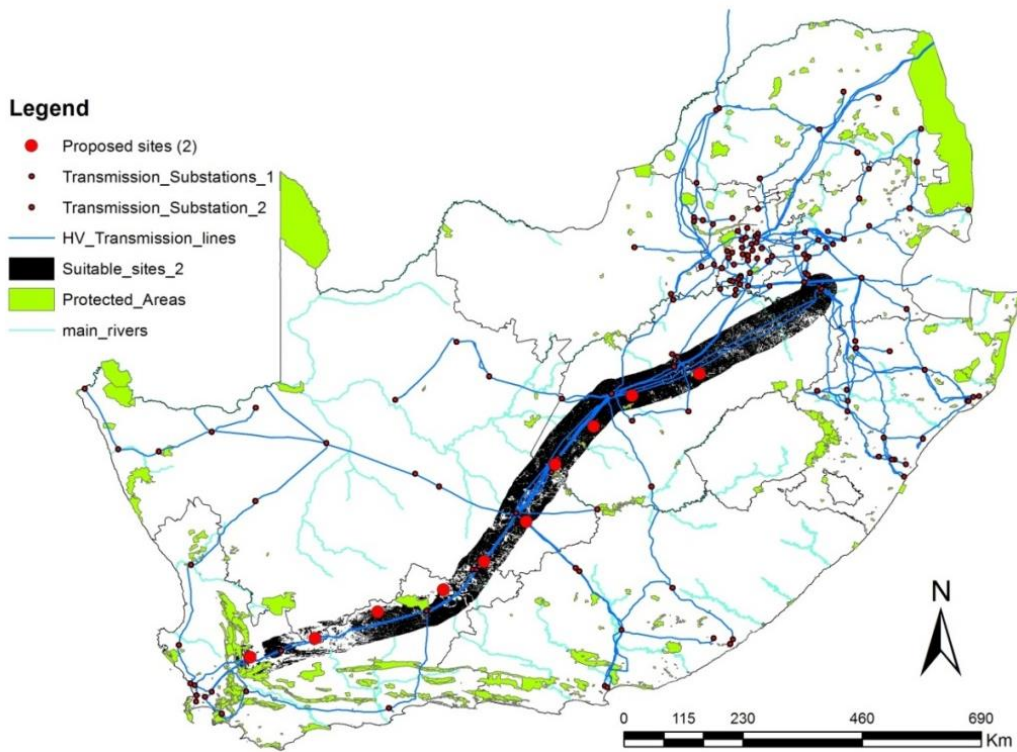 Legend
Proposed sites (2)
Transmission_Substations_1
Transmission_Substation_2
HV_Transmission_lines
Suitable_sites_2
Protected_Areas
main_rivers
N
0 115 230 460 690
Km